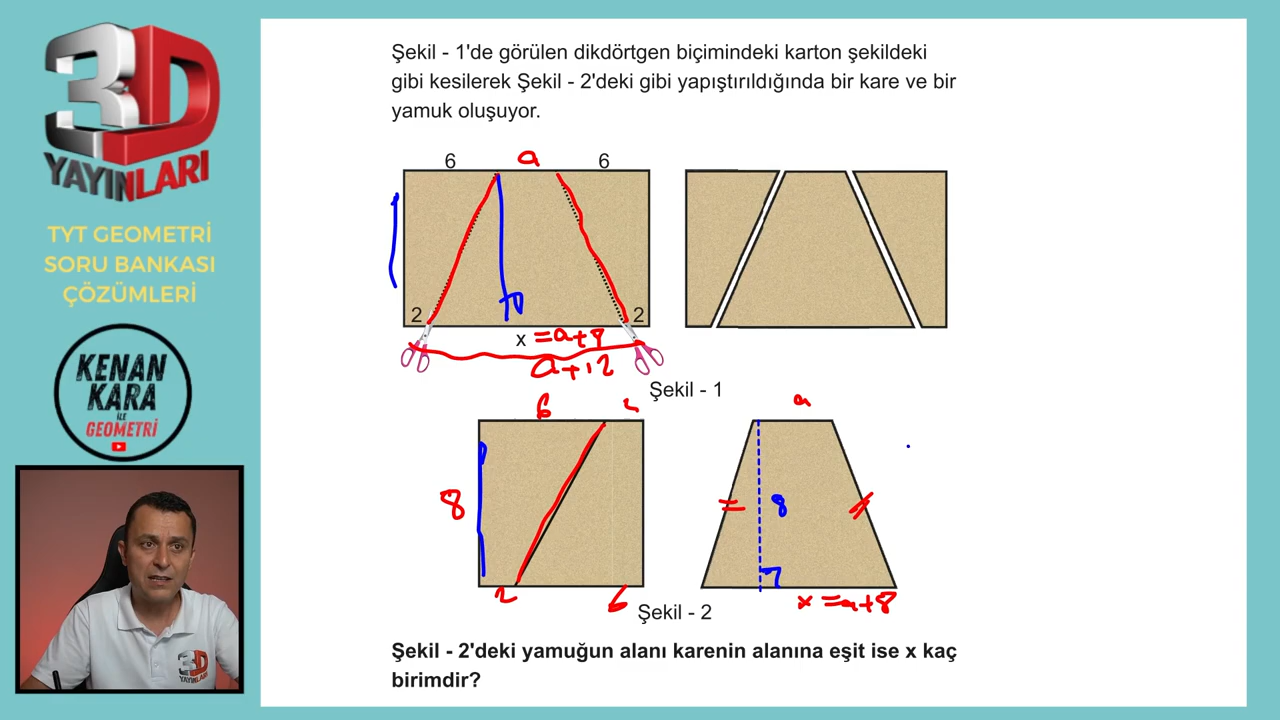 3D
YAYINLARI
TYT GEOMETRİ
SORU BANKASI
ÇÖZÜMLERİ
KENAN
KARA
İLE
GEOMETRİ
3D
YAYINLARI
Şekil - 1'de görülen dikdörtgen biçimindeki karton şekildeki
gibi kesilerek Şekil - 2'deki gibi yapıştırıldığında bir kare ve bir
yamuk oluşuyor.
6 a 6
2 2
x = a+8
a+12
Şekil - 1
6 a
8 8
2 6 x = a+8
Şekil - 2
Şekil - 2'deki yamuğun alanı karenin alanına eşit ise x kaç
birimdir?